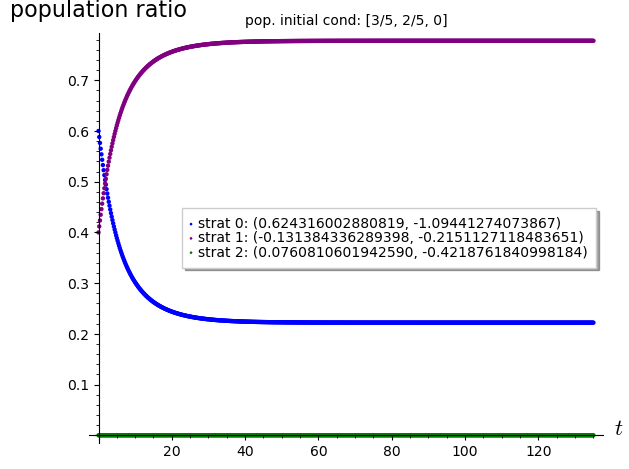 population ratio
pop. initial cond: [3/5, 2/5, 0]
0.7
0.6
0.5
0.4
0.3
0.2
0.1
strat 0: (0.624316002880819, -1.09441274073867)
strat 1: (-0.131384336289398, -0.2151127118483651)
strat 2: (0.0760810601942590, -0.4218761840998184)
20
40
60
80
100
120
t